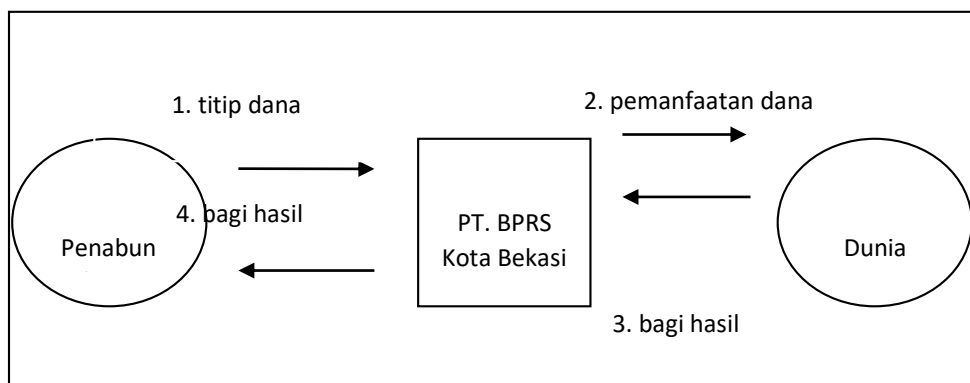 1. titip dana
2. pemanfaatan dana
4. bagi hasil
PT. BPRS
Kota Bekasi
Penabun
Dunia
3. bagi hasil